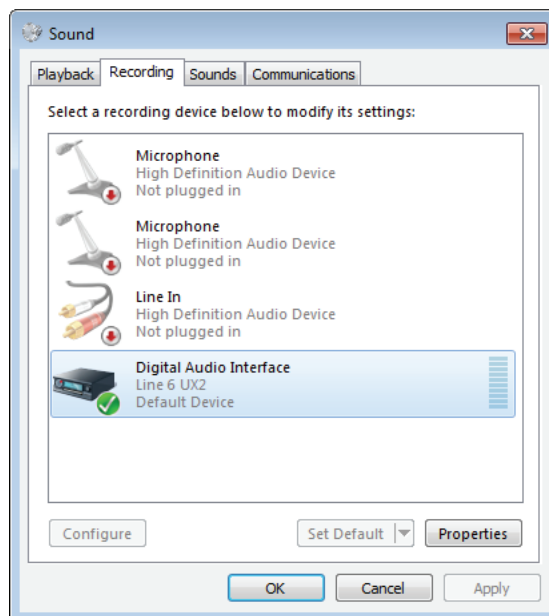 Sound
Playback Recording Sounds Communications
Select a recording device below to modify its settings:
Microphone
High Definition Audio Device
Not plugged in
Microphone
High Definition Audio Device
Not plugged in
Line In
High Definition Audio Device
Not plugged in
Digital Audio Interface
Line 6 UX2
Default Device
Configure Set Default Properties
OK Cancel Apply